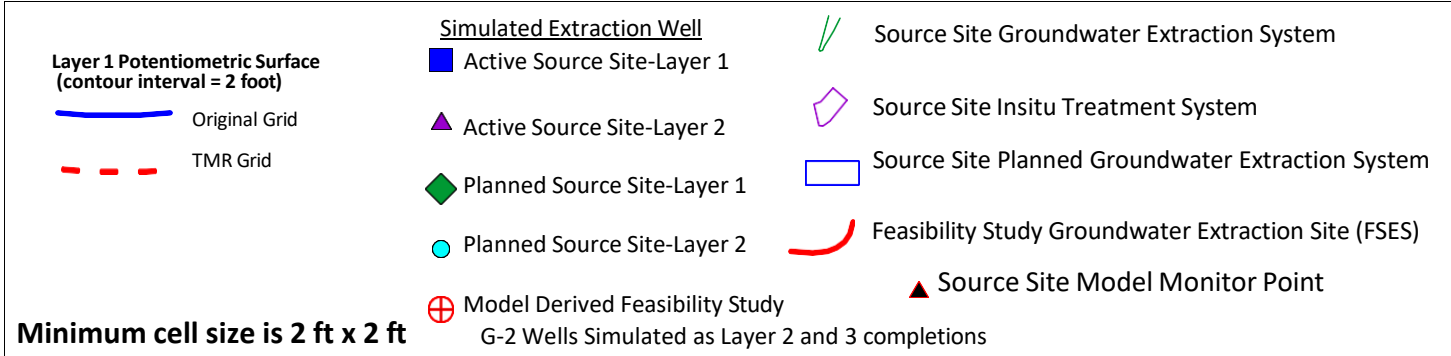 Layer 1 Potentiometric Surface
(contour interval = 2 foot)
Original Grid
TMR Grid
Minimum cell size is 2 ft x 2 ft
Simulated Extraction Well
Active Source Site-Layer 1
Active Source Site-Layer 2
Planned Source Site-Layer 1
Planned Source Site-Layer 2
Model Derived Feasibility Study
G-2 Wells Simulated as Layer 2 and 3 completions
Source Site Groundwater Extraction System
Source Site Insitu Treatment System
Source Site Planned Groundwater Extraction System
Feasibility Study Groundwater Extraction Site (FSES)
Source Site Model Monitor Point